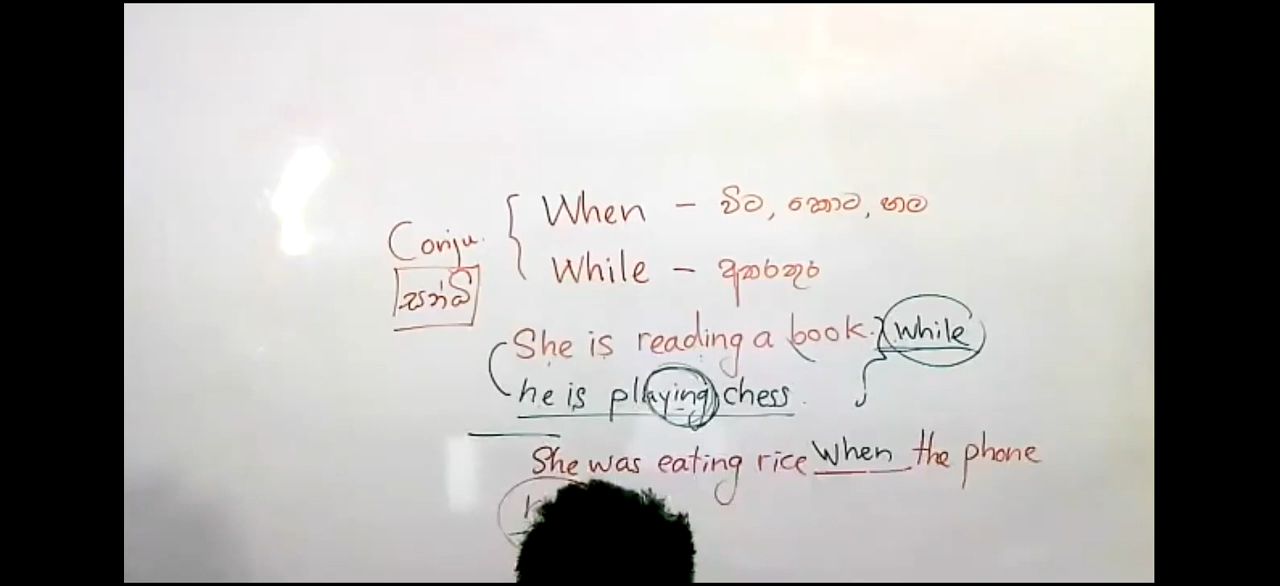 When - විට, කොට, හම
Conju.
සන්ධි
While - අතරතුර
She is reading a book. while
he is playing chess.
She was eating rice when the phone